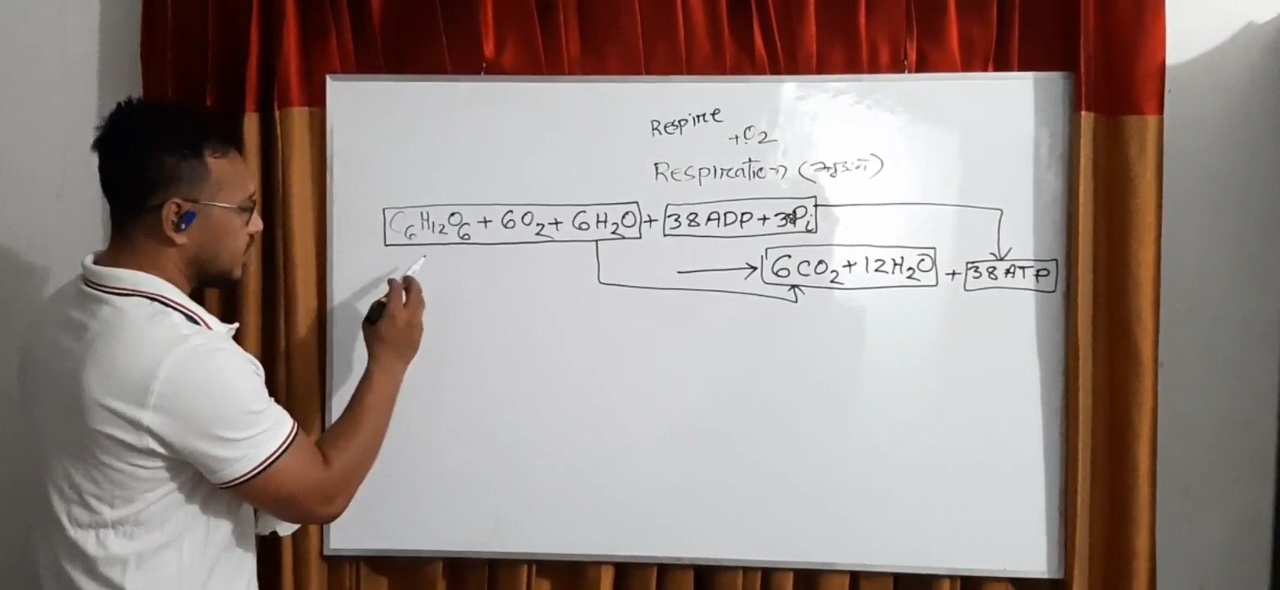 Respire
+O₂
Respiration (শ্বসন)
C₆H₁₂O₆ + 6O₂ + 6H₂O + 38ADP + 38Pi
→ 6CO₂ + 12H₂O + 38ATP